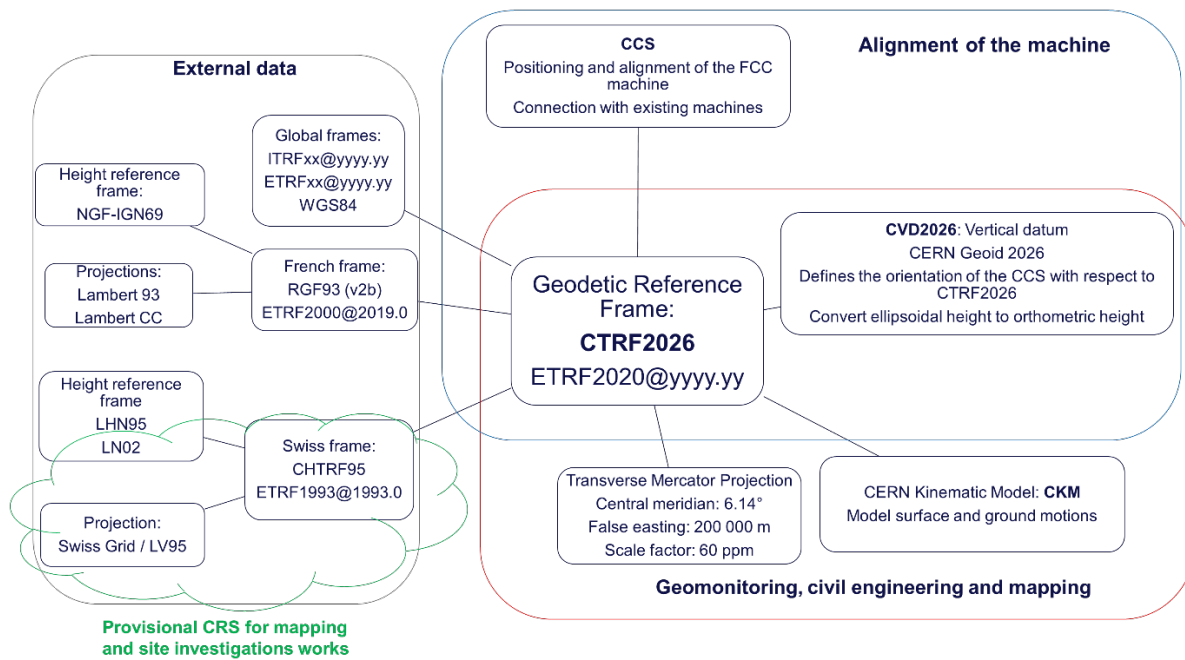 External data
Global frames:
ITRFxx@yyyy.yy
ETRFxx@yyyy.yy
WGS84
Height reference
frame:
NGF-IGN69
French frame:
RGF93 (v2b)
ETRF2000@2019.0
Projections:
Lambert 93
Lambert CC
Height reference
frame
LHN95
LN02
Swiss frame:
CHTRF95
ETRF1993@1993.0
Projection:
Swiss Grid / LV95
Provisional CRS for mapping
and site investigations works
Alignment of the machine
CCS
Positioning and alignment of the FCC
machine
Connection with existing machines
Geodetic Reference
Frame:
CTRF2026
ETRF2020@yyyy.yy
CVD2026: Vertical datum
CERN Geoid 2026
Defines the orientation of the CCS with respect to
CTRF2026
Convert ellipsoidal height to orthometric height
Transverse Mercator Projection
Central meridian: 6.14°
False easting: 200 000 m
Scale factor: 60 ppm
CERN Kinematic Model: CKM
Model surface and ground motions
Geomonitoring, civil engineering and mapping